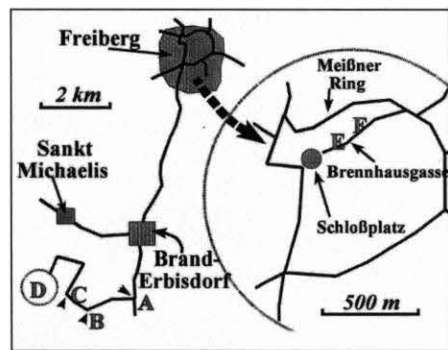 Freiberg
2 km
Sankt
Michaelis
Brand-
Erbisdorf
D
C
B
A
Meißner
Ring
E
F
Brennhausgasse
Schloßplatz
500 m